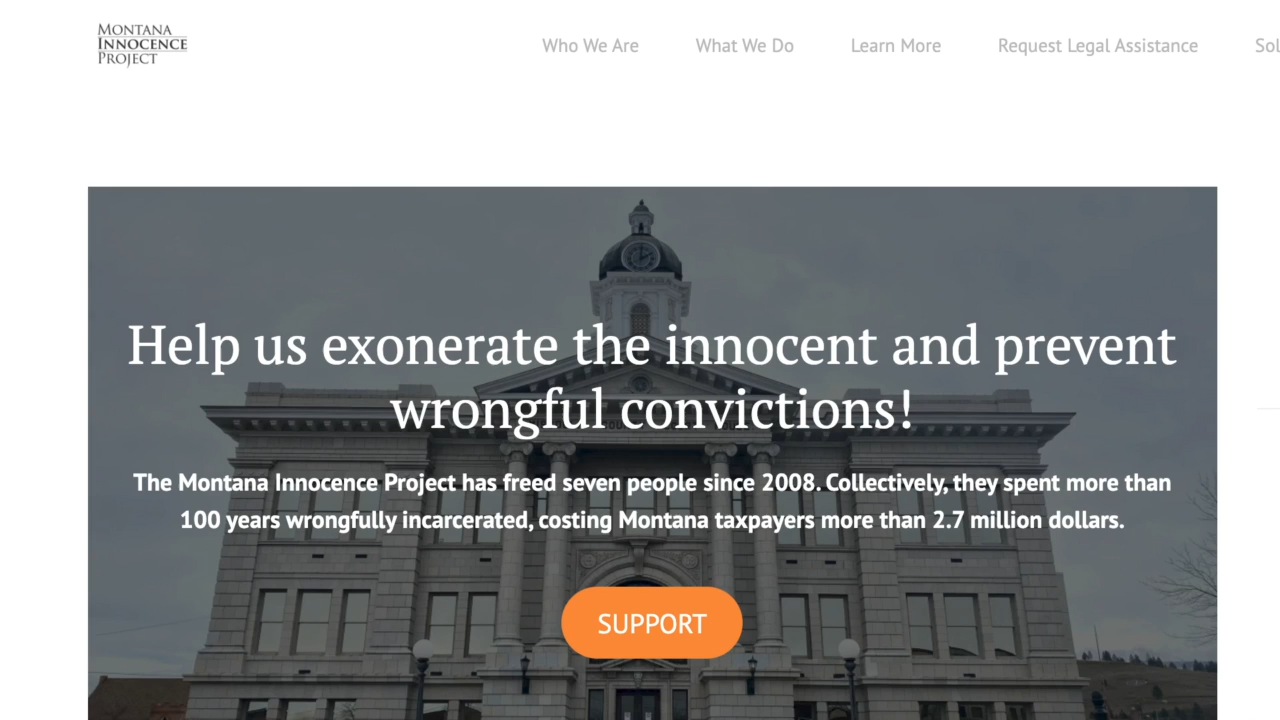 MONTANA
INNOCENCE
PROJECT
Who We Are What We Do Learn More Request Legal Assistance Sol
Help us exonerate the innocent and prevent
wrongful convictions!
The Montana Innocence Project has freed seven people since 2008. Collectively, they spent more than
100 years wrongfully incarcerated, costing Montana taxpayers more than 2.7 million dollars.
SUPPORT